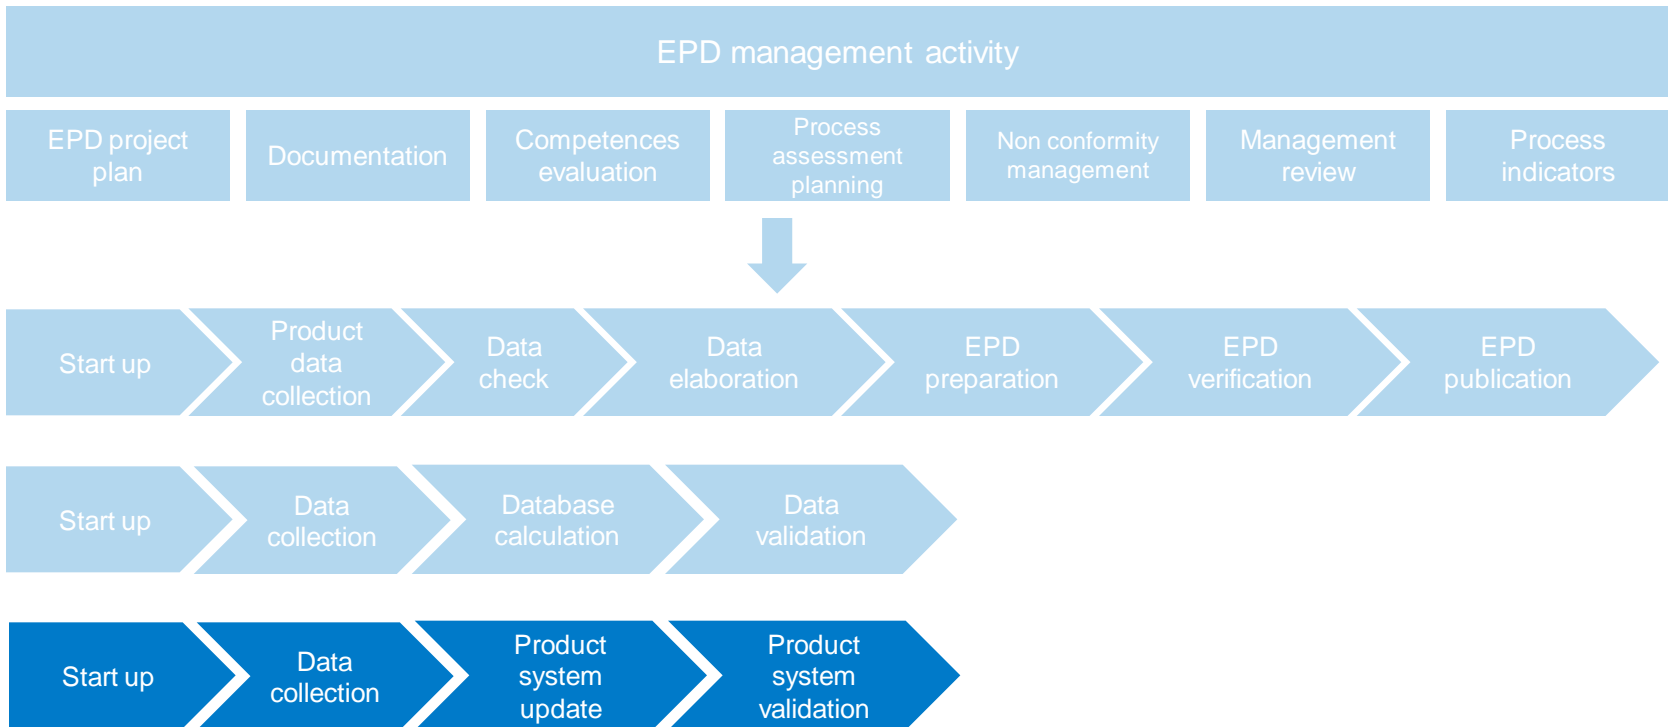 EPD management activity
EPD project
plan
Documentation
Competences
evaluation
Process
assessment
planning
Non conformity
management
Management
review
Process
indicators
Start up
Product
data
collection
Data
check
Data
elaboration
EPD
preparation
EPD
verification
EPD
publication
Start up
Data
collection
Database
calculation
Data
validation
Start up
Data
collection
Product
system
update
Product
system
validation